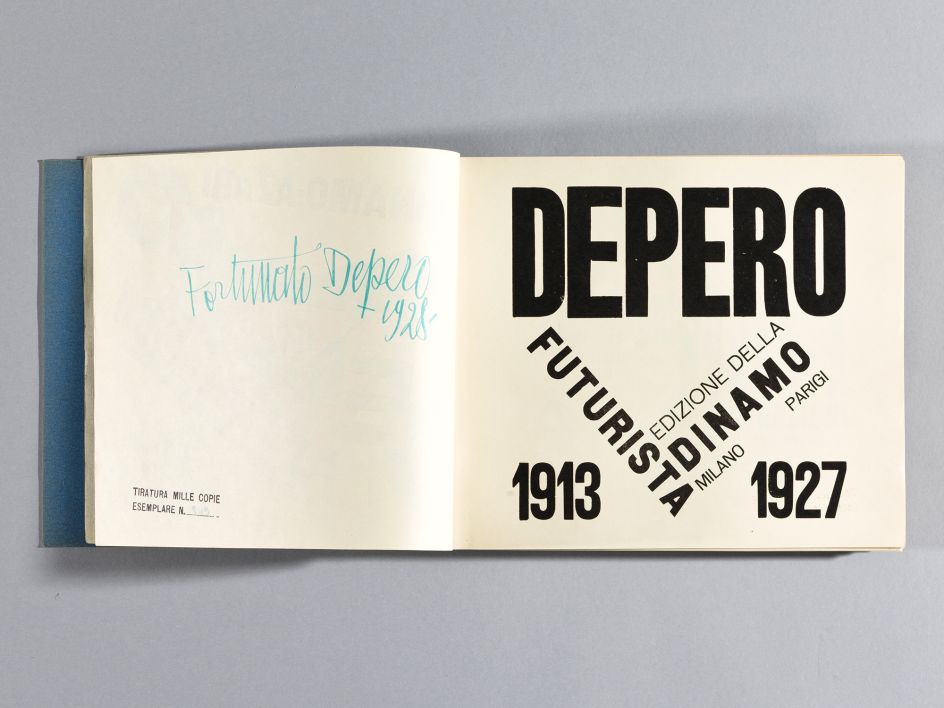 Fortunato Depero
1928
TIRATURA MILLE COPIE
ESEMPLARE N.
DEPERO
FUTURISTA
EDIZIONE DELLA
DINAMO
MILANO PARIGI
1913 1927